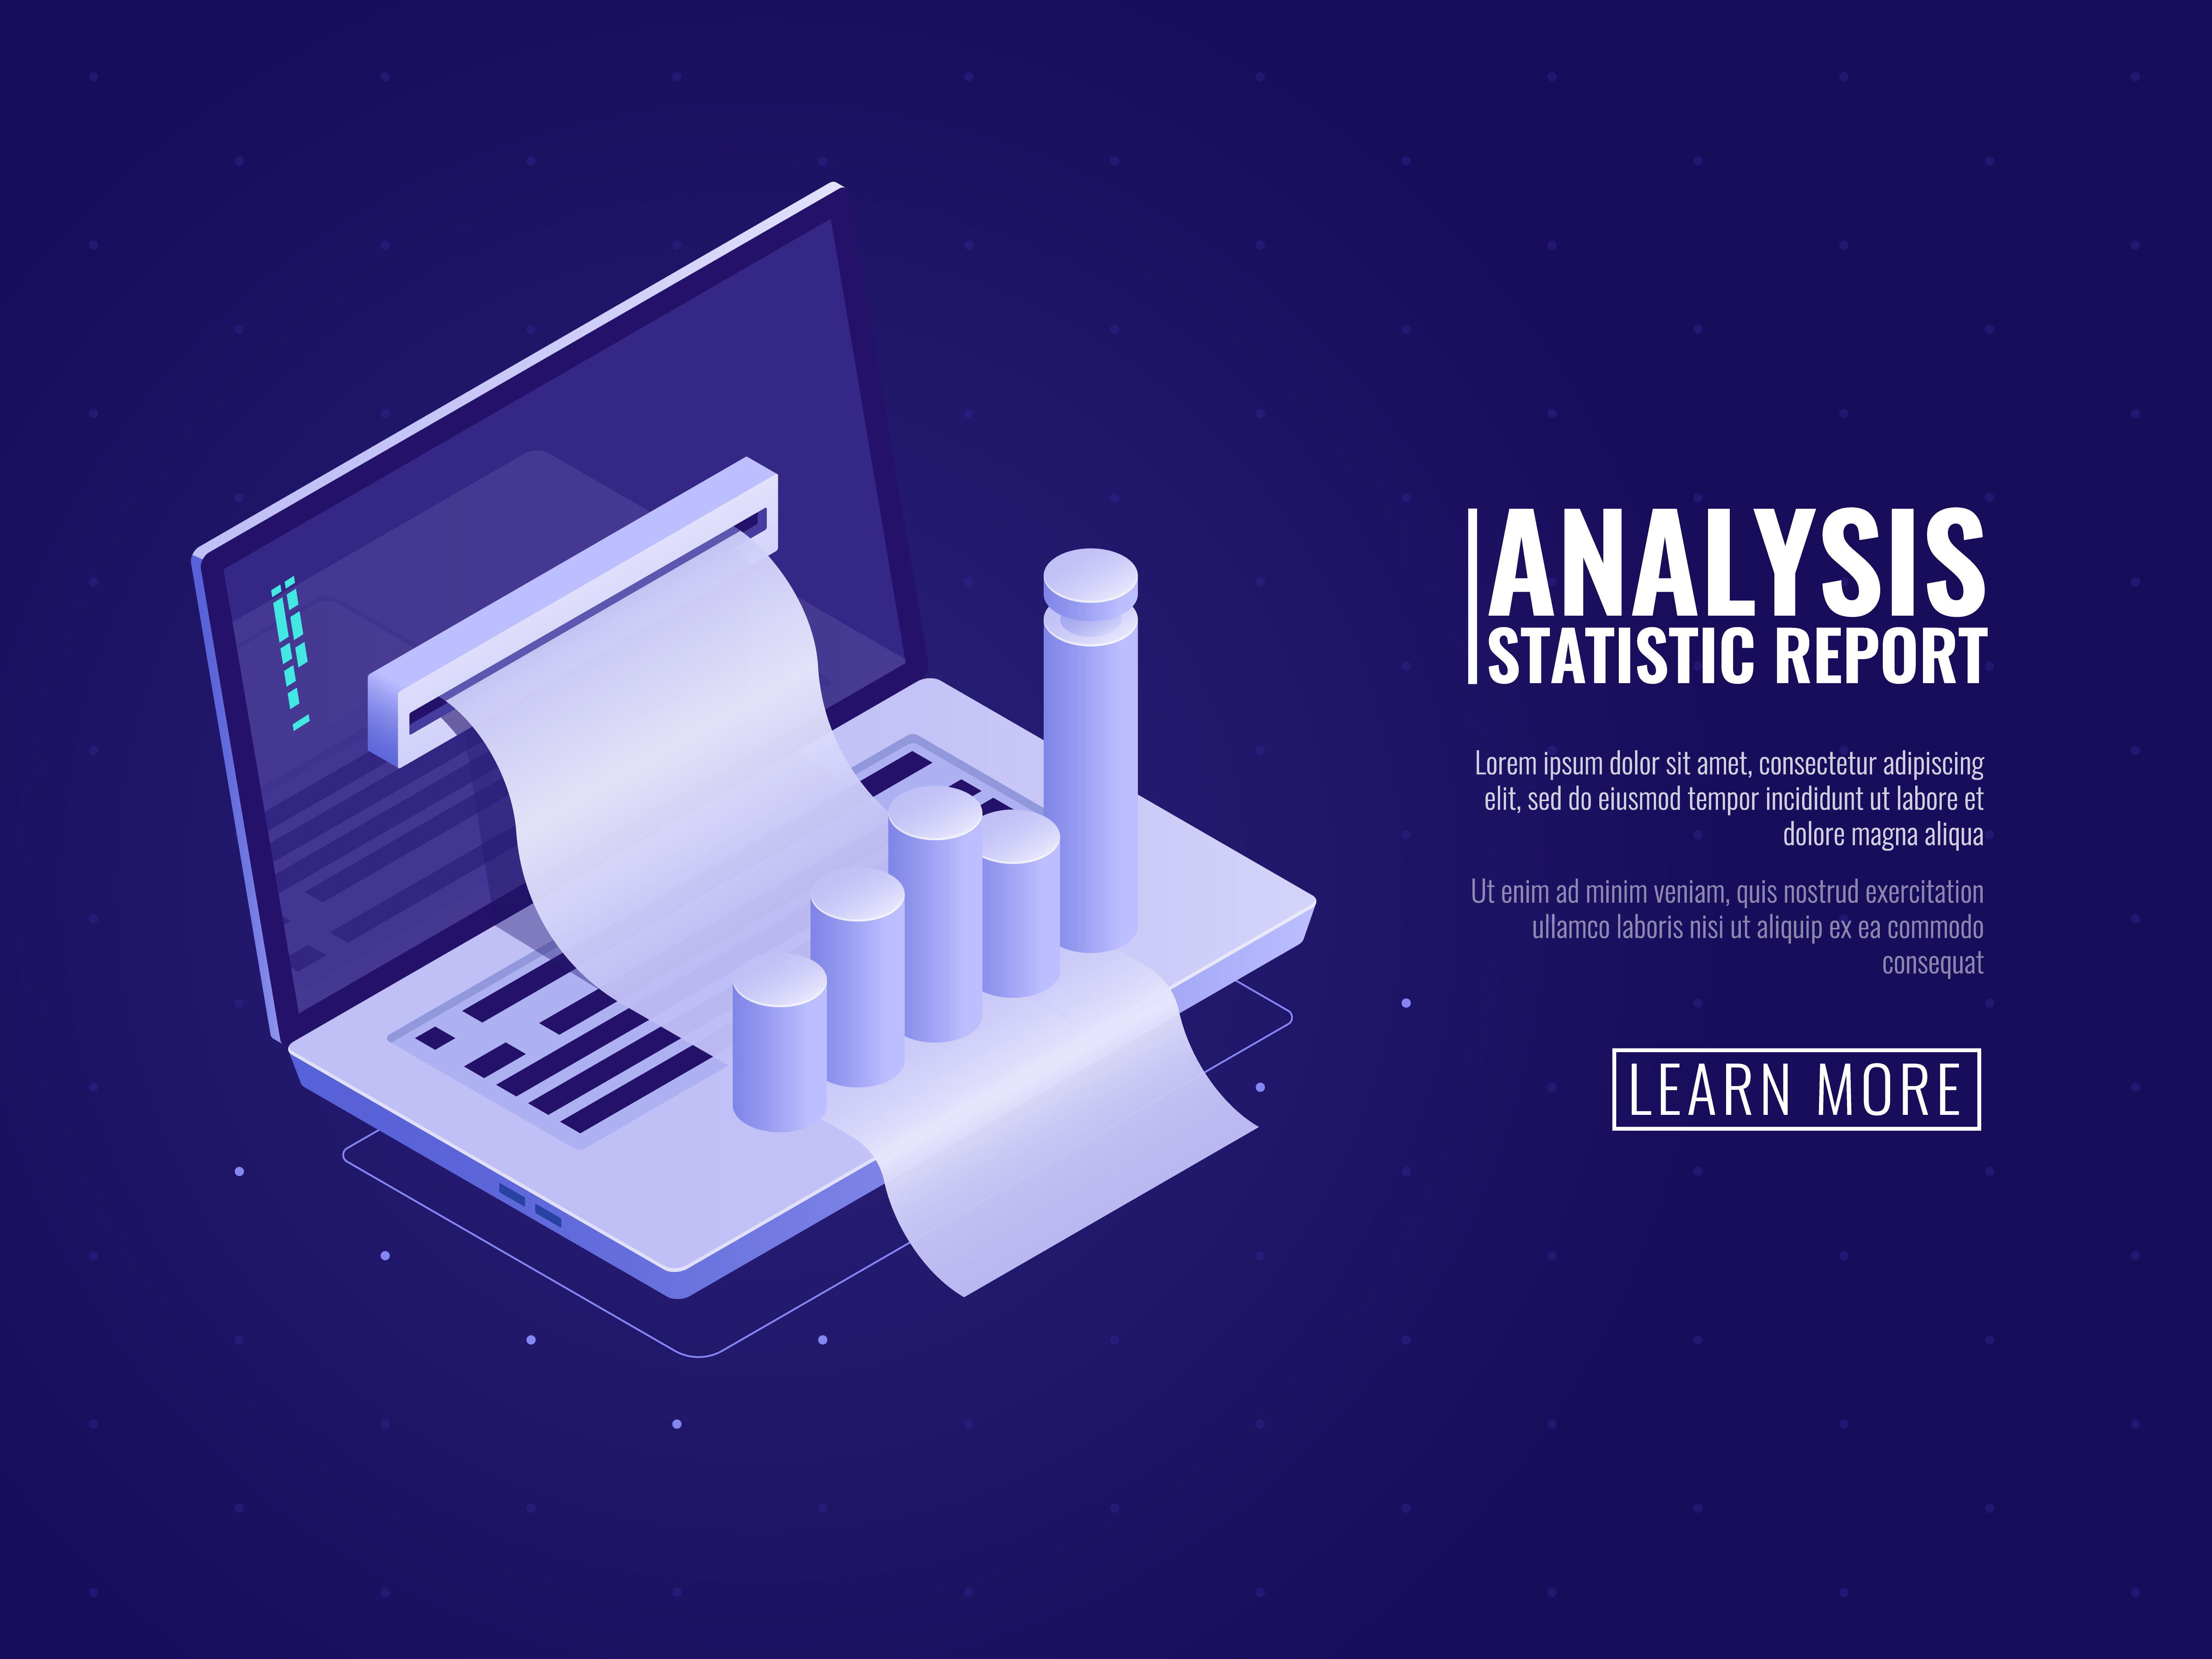 ANALYSIS
STATISTIC REPORT
Lorem ipsum dolor sit amet, consectetur adipiscing
elit, sed do eiusmod tempor incididunt ut labore et
dolore magna aliqua
Ut enim ad minim veniam, quis nostrud exercitation
ullamco laboris nisi ut aliquip ex ea commodo
consequat
LEARN MORE